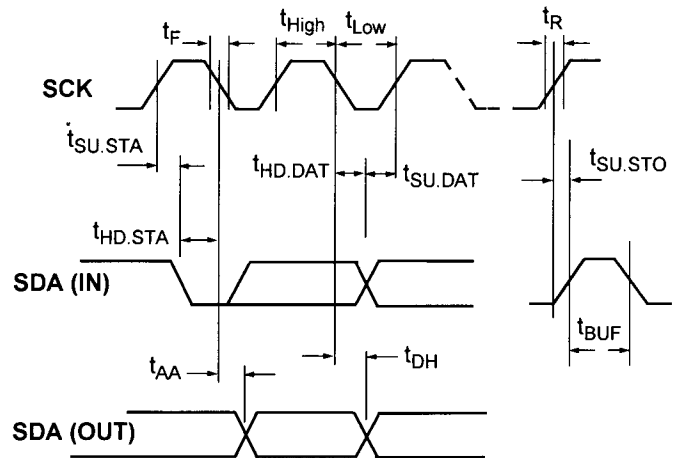 tF
tHigh
tLow
tR
SCK
tSU.STA
tHD.DAT
tSU.DAT
tSU.STO
tHD.STA
SDA (IN)
tBUF
tAA
tDH
SDA (OUT)